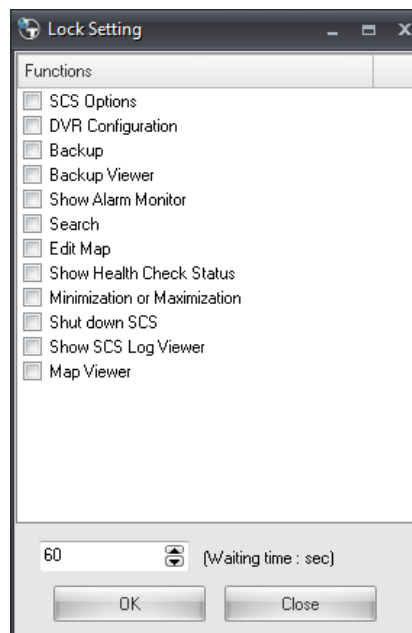 Lock Setting
Functions
SCS Options
DVR Configuration
Backup
Backup Viewer
Show Alarm Monitor
Search
Edit Map
Show Health Check Status
Minimization or Maximization
Shut down SCS
Show SCS Log Viewer
Map Viewer
60 (Waiting time : sec)
OK Close